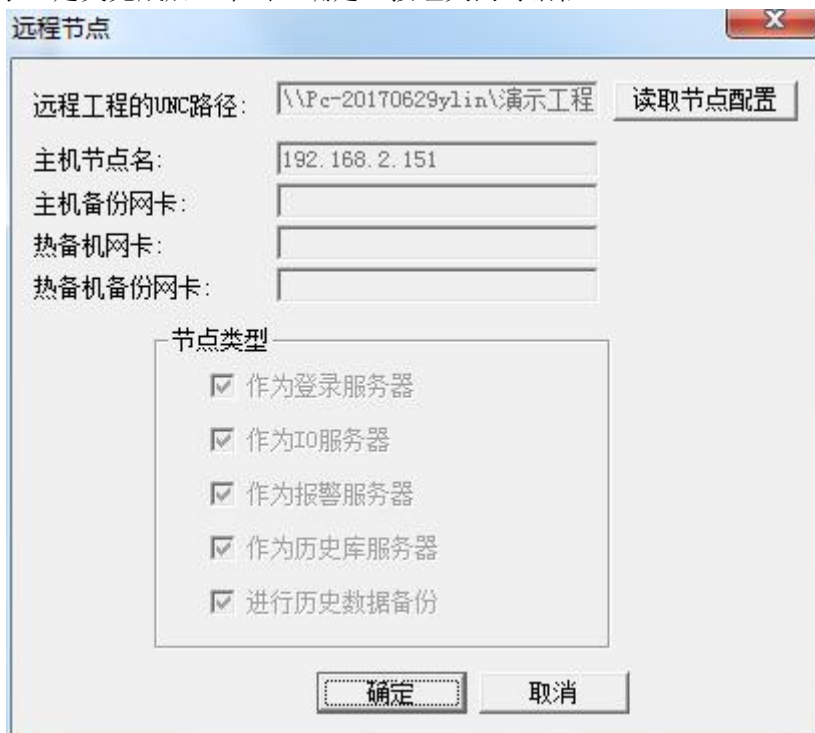 远程节点
远程工程的UNC路径: \\Pc-20170629ylin\演示工程 读取节点配置
主机节点名: 192.168.2.151
主机备份网卡:
热备机网卡:
热备机备份网卡:
节点类型
作为登录服务器
作为IO服务器
作为报警服务器
作为历史库服务器
进行历史数据备份
确定 取消